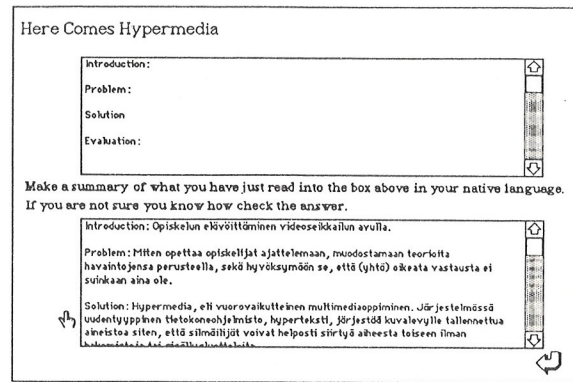 Here Comes Hypermedia
Introduction:
Problem:
Solution
Evaluation:
Make a summary of what you have just read into the box above in your native language.
If you are not sure you know how check the answer.
Introduction: Opiskelun elävöittäminen videoseikkailun avulla.
Problem: Miten opettaa opiskelijat ajattelemaan, muodostamaan teorioita
havaintojensa perusteella, sekä hyväksymään se, että (yhtä) oikeata vastausta ei
suinkaan aina ole.
Solution: Hypermedia, eli vuorovaikutteinen multimediaoppiminen. Järjestelmässä
uudentyyppinen tietokoneohjelmisto, hyperteksti, järjestää kuvalevylle tallennettua
aineistoa siten, että silmäilijät voivat helposti siirtyä aiheesta toiseen ilman